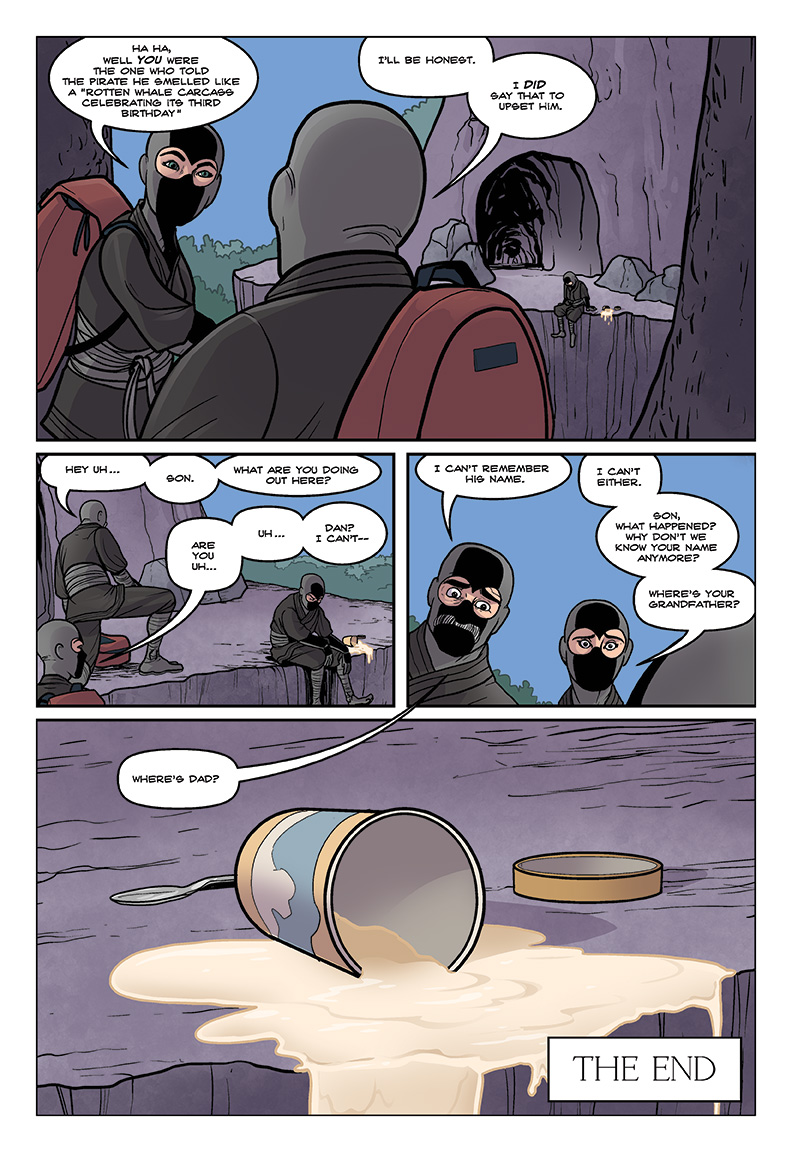 HA HA,
WELL YOU WERE
THE ONE WHO TOLD
THE PIRATE HE SMELLED LIKE
A "ROTTEN WHALE CARCASS
CELEBRATING ITS THIRD
BIRTHDAY"
I'LL BE HONEST.
I DID
SAY THAT TO
UPSET HIM.
HEY UH...
SON.
WHAT ARE YOU DOING
OUT HERE?
ARE
YOU
UH...
UH...
DAN?
I CAN'T--
I CAN'T REMEMBER
HIS NAME.
I CAN'T
EITHER.
SON,
WHAT HAPPENED?
WHY DON'T WE
KNOW YOUR NAME
ANYMORE?
WHERE'S YOUR
GRANDFATHER?
WHERE'S DAD?
THE END